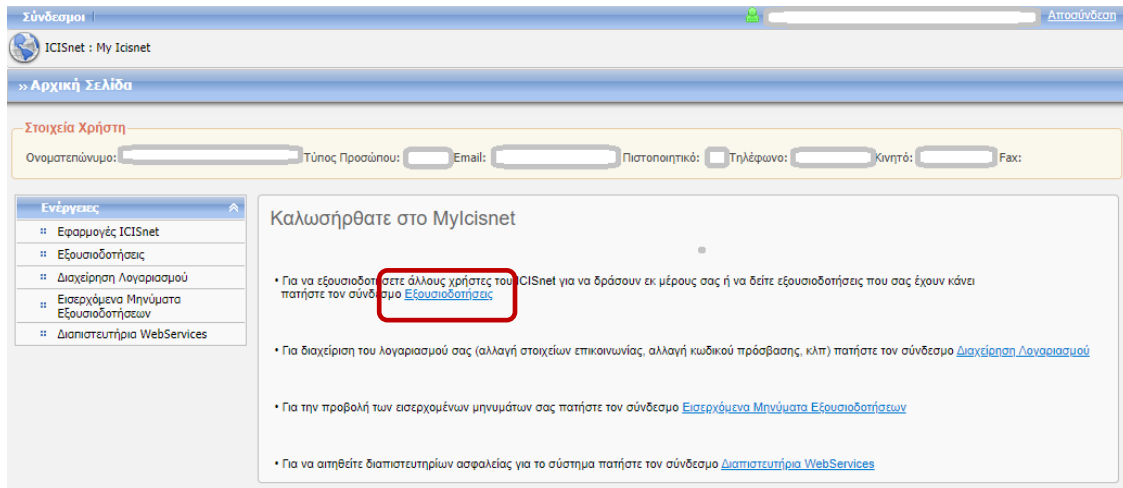 Σύνδεσμοι
Αποσύνδεση
ICISnet : My Icisnet
» Αρχική Σελίδα
Στοιχεία Χρήστη
Ονοματεπώνυμο: Τύπος Προσώπου: Email: Πιστοποιητικό: Τηλέφωνο: Κινητό: Fax:
Ενέργειες
Εφαρμογές ICISnet
Εξουσιοδοτήσεις
Διαχείρηση Λογαριασμού
Εισερχόμενα Μηνύματα
Εξουσιοδοτήσεων
Διαπιστευτήρια WebServices
Καλωσήρθατε στο MyIcisnet
• Για να εξουσιοδοτήσετε άλλους χρήστες του ICISnet για να δράσουν εκ μέρους σας ή να δείτε εξουσιοδοτήσεις που σας έχουν κάνει
πατήστε τον σύνδεσμο Εξουσιοδοτήσεις
• Για διαχείριση του λογαριασμού σας (αλλαγή στοιχείων επικοινωνίας, αλλαγή κωδικού πρόσβασης, κλπ) πατήστε τον σύνδεσμο Διαχείρηση Λογαριασμού
• Για την προβολή των εισερχομένων μηνυμάτων σας πατήστε τον σύνδεσμο Εισερχόμενα Μηνύματα Εξουσιοδοτήσεων
• Για να αιτηθείτε διαπιστευτηρίων ασφαλείας για το σύστημα πατήστε τον σύνδεσμο Διαπιστευτήρια WebServices